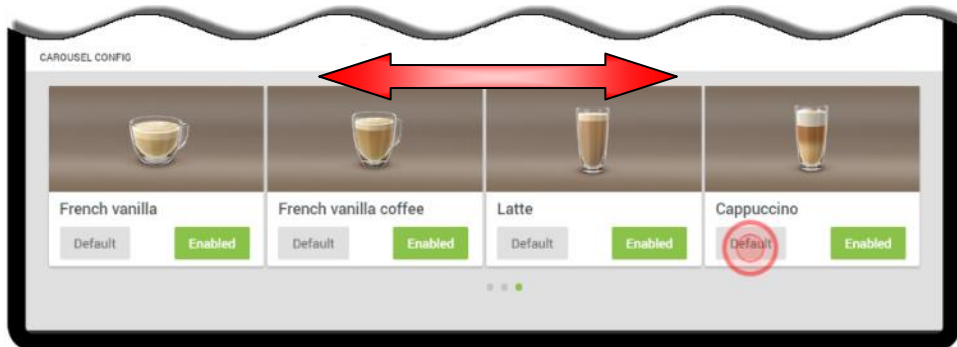 CAROUSEL CONFIG
French vanilla
French vanilla coffee
Latte
Cappuccino
Default
Enabled
Default
Enabled
Default
Enabled
Default
Enabled